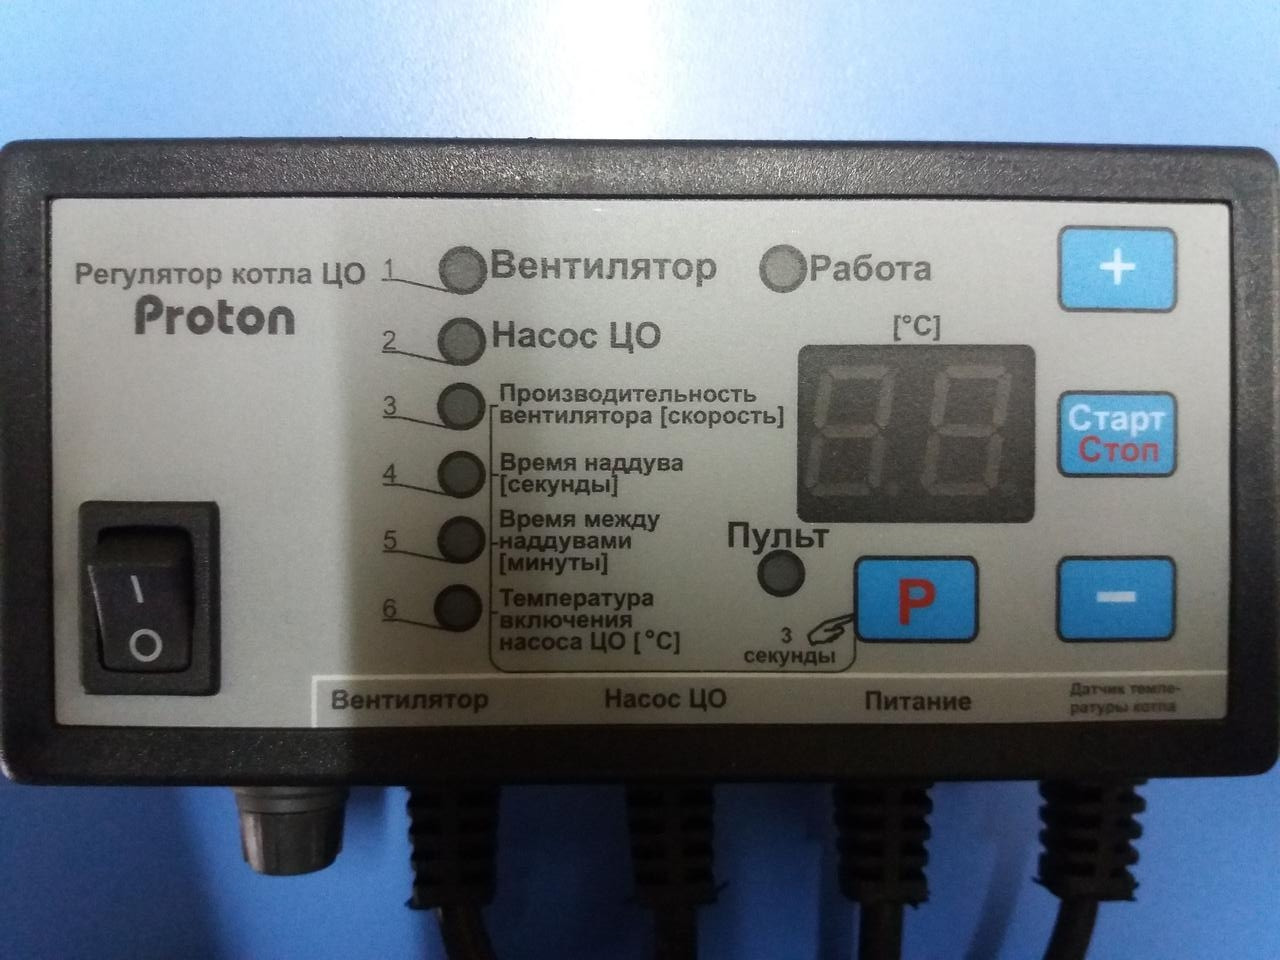 Регулятор котла ЦО
Proton
1
Вентилятор
Работа
+
2
Насос ЦО
[°C]
3
Производительность
вентилятора [скорость]
Старт
Стоп
4
Время наддува
[секунды]
5
Время между
наддувами
[минуты]
Пульт
6
Температура
включения
насоса ЦО [°C]
P
−
3
секунды
I
O
Вентилятор
Насос ЦО
Питание
Датчик темпе-
ратуры котла